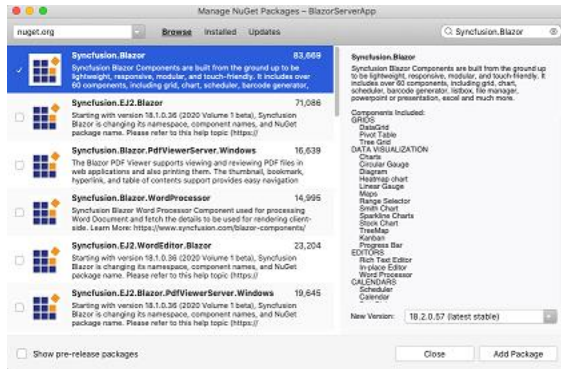 Manage NuGet Packages – BlazorServerApp
nuget.org
Browse Installed Updates
Syncfusion.Blazor
Syncfusion.Blazor 83,669
Syncfusion Blazor Components are built from the ground up to be
lightweight, responsive, modular, and touch-friendly. It includes over
60 components, including grid, chart, scheduler, barcode generator,
Syncfusion.EJ2.Blazor 71,086
Starting with version 18.1.0.36 (2020 Volume 1 beta), Syncfusion
Blazor is changing its namespace, component names, and NuGet
package name. Please refer to this help topic (https://
Syncfusion.Blazor.PdfViewerServer.Windows 16,639
The Blazor PDF Viewer supports viewing and reviewing PDF files in
web applications and also printing them. The thumbnail, bookmark,
hyperlink, and table of contents support provides easy navigation
Syncfusion.Blazor.WordProcessor 14,995
Syncfusion Blazor Word Processor Component used for processing
Word Document and fetch the details to be used for rendering client-
side. Learn More: https://www.syncfusion.com/blazor-components/
Syncfusion.EJ2.WordEditor.Blazor 23,204
Starting with version 18.1.0.36 (2020 Volume 1 beta), Syncfusion
Blazor is changing its namespace, component names, and NuGet
package name. Please refer to this help topic (https://
Syncfusion.EJ2.Blazor.PdfViewerServer.Windows 19,645
Starting with version 18.1.0.36 (2020 Volume 1 beta), Syncfusion
Blazor is changing its namespace, component names, and NuGet
package name. Please refer to this help topic (https://
Syncfusion.Blazor
Syncfusion Blazor Components are built from the ground up
to be lightweight, responsive, modular, and touch-friendly. It
includes over 60 components, including grid, chart,
scheduler, barcode generator, listbox, file manager,
powerpoint or presentation, excel and much more.
Components Included:
GRIDS
DataGrid
Pivot Table
Tree Grid
DATA VISUALIZATION
Charts
Circular Gauge
Diagram
Heatmap chart
Linear Gauge
Maps
Range Selector
Smith Chart
Sparkline Charts
Stock Chart
TreeMap
Kanban
Progress Bar
EDITORS
Rich Text Editor
In-place Editor
Word Processor
CALENDARS
Scheduler
Calendar
New Version: 18.2.0.57 (latest stable)
Show pre-release packages
Close Add Package